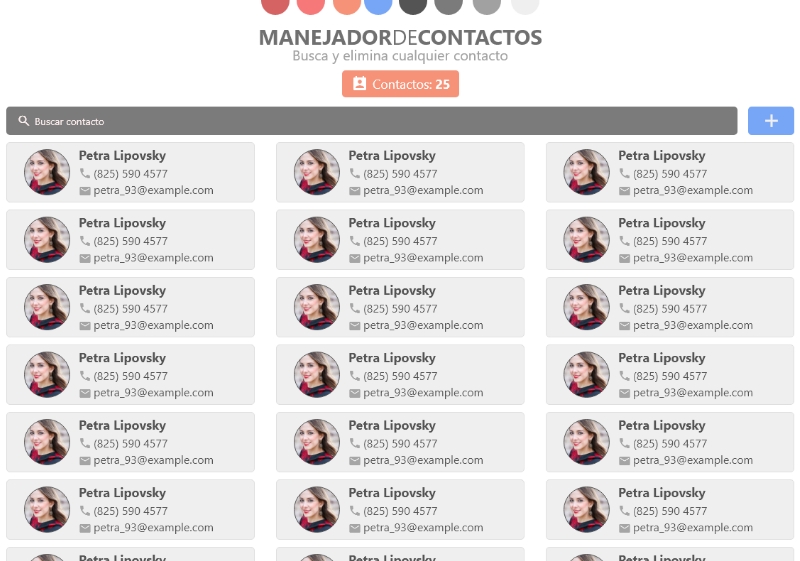 MANEJADORDECONTACTOS
Busca y elimina cualquier contacto
Contactos: 25
Buscar contacto
+
Petra Lipovsky
(825) 590 4577
petra_93@example.com
Petra Lipovsky
(825) 590 4577
petra_93@example.com
Petra Lipovsky
(825) 590 4577
petra_93@example.com
Petra Lipovsky
(825) 590 4577
petra_93@example.com
Petra Lipovsky
(825) 590 4577
petra_93@example.com
Petra Lipovsky
(825) 590 4577
petra_93@example.com
Petra Lipovsky
(825) 590 4577
petra_93@example.com
Petra Lipovsky
(825) 590 4577
petra_93@example.com
Petra Lipovsky
(825) 590 4577
petra_93@example.com
Petra Lipovsky
(825) 590 4577
petra_93@example.com
Petra Lipovsky
(825) 590 4577
petra_93@example.com
Petra Lipovsky
(825) 590 4577
petra_93@example.com
Petra Lipovsky
(825) 590 4577
petra_93@example.com
Petra Lipovsky
(825) 590 4577
petra_93@example.com
Petra Lipovsky
(825) 590 4577
petra_93@example.com
Petra Lipovsky
(825) 590 4577
petra_93@example.com
Petra Lipovsky
(825) 590 4577
petra_93@example.com
Petra Lipovsky
(825) 590 4577
petra_93@example.com
Petra Lipovsky
Petra Lipovsky
Petra Lipovsky